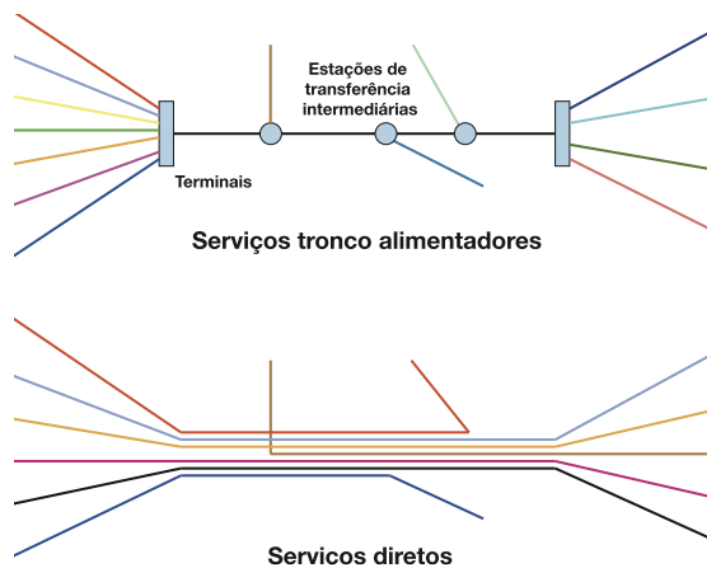 Estações de
transferência
intermediárias
Terminais
Serviços tronco alimentadores
Servicos diretos